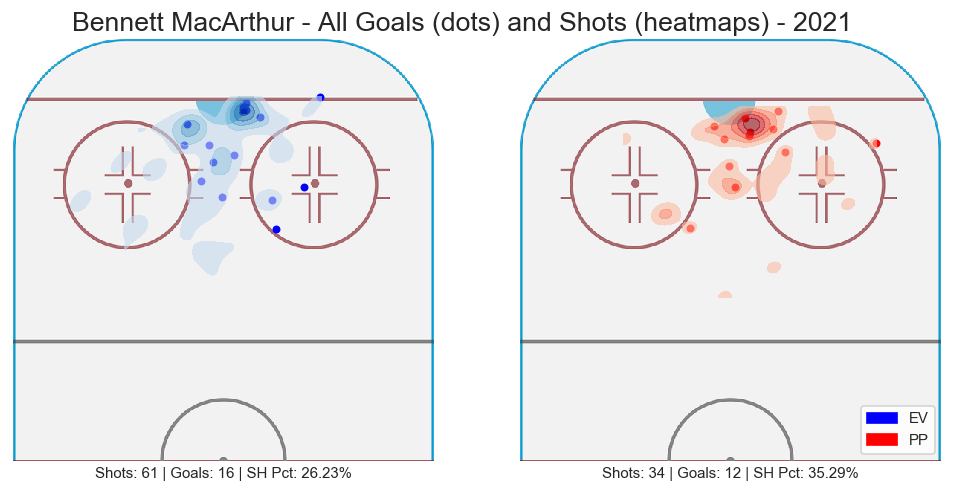 Bennett MacArthur - All Goals (dots) and Shots (heatmaps) - 2021
EV
PP
Shots: 61 | Goals: 16 | SH Pct: 26.23%
Shots: 34 | Goals: 12 | SH Pct: 35.29%